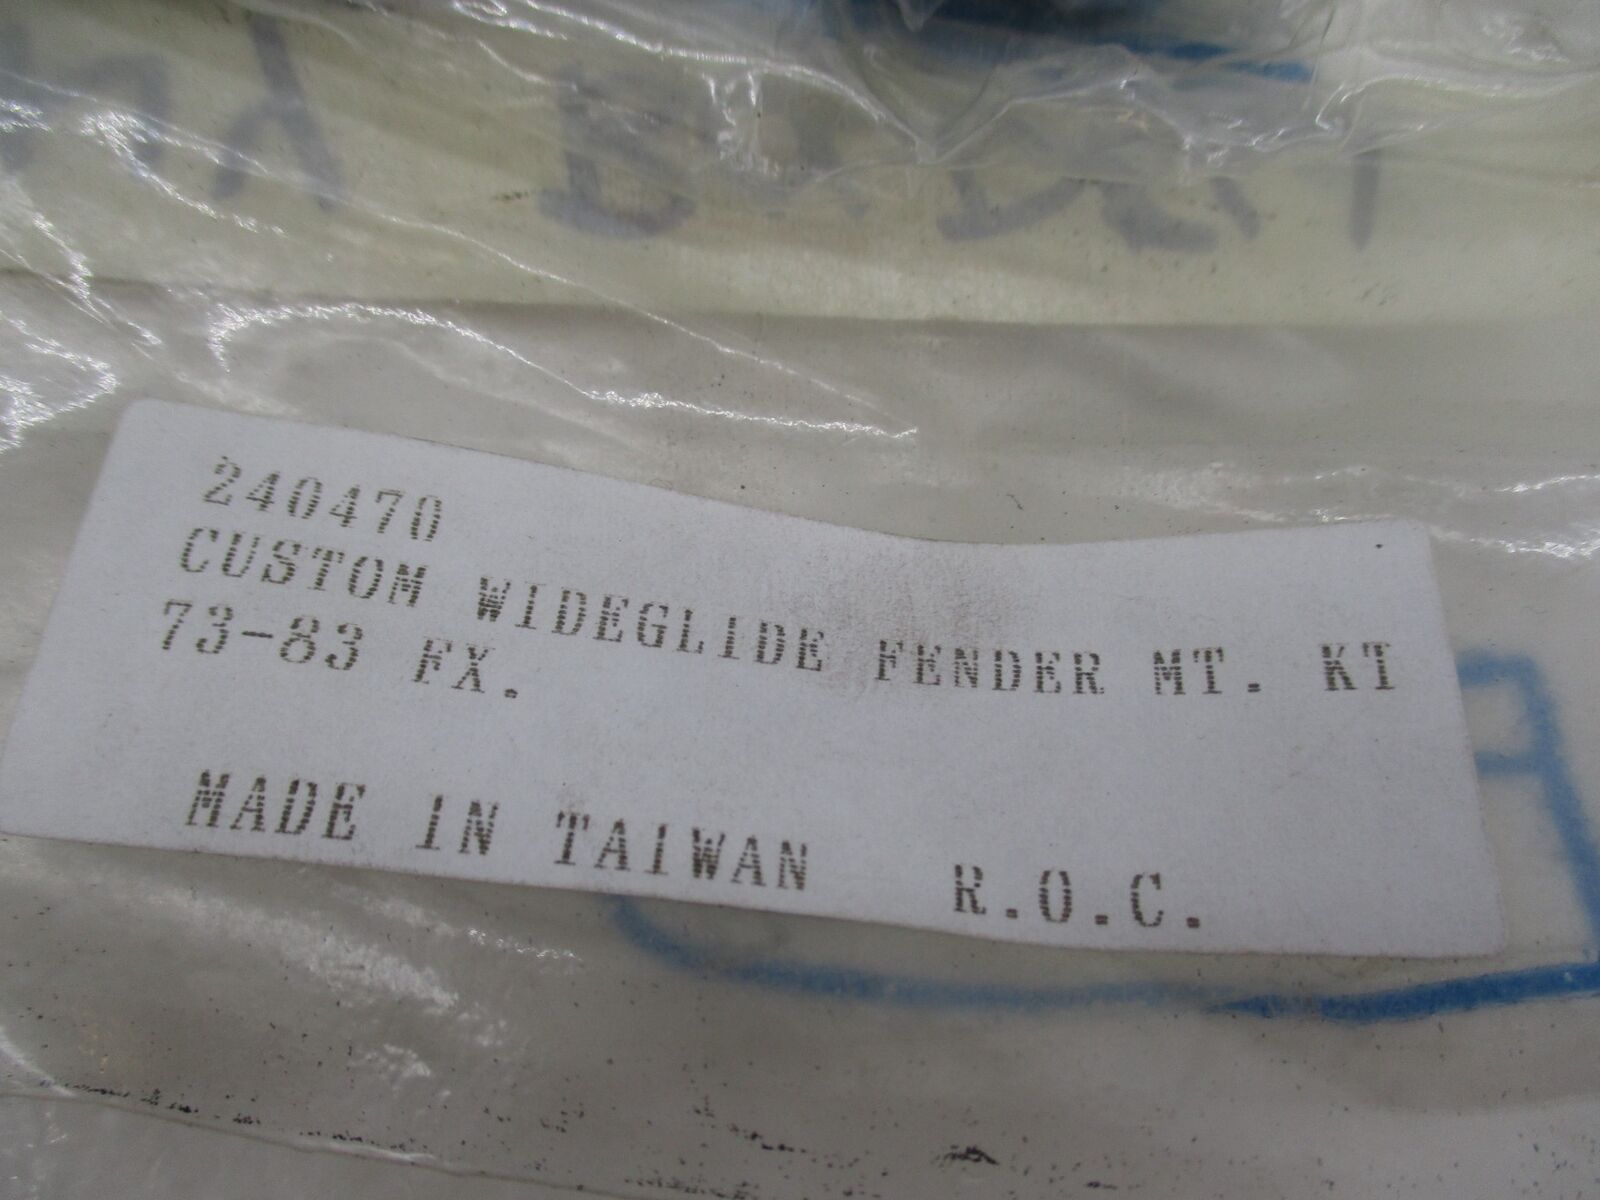 240470
CUSTOM WIDEGLIDE FENDER MT. KT
73-83 FX.
MADE IN TAIWAN R.O.C.